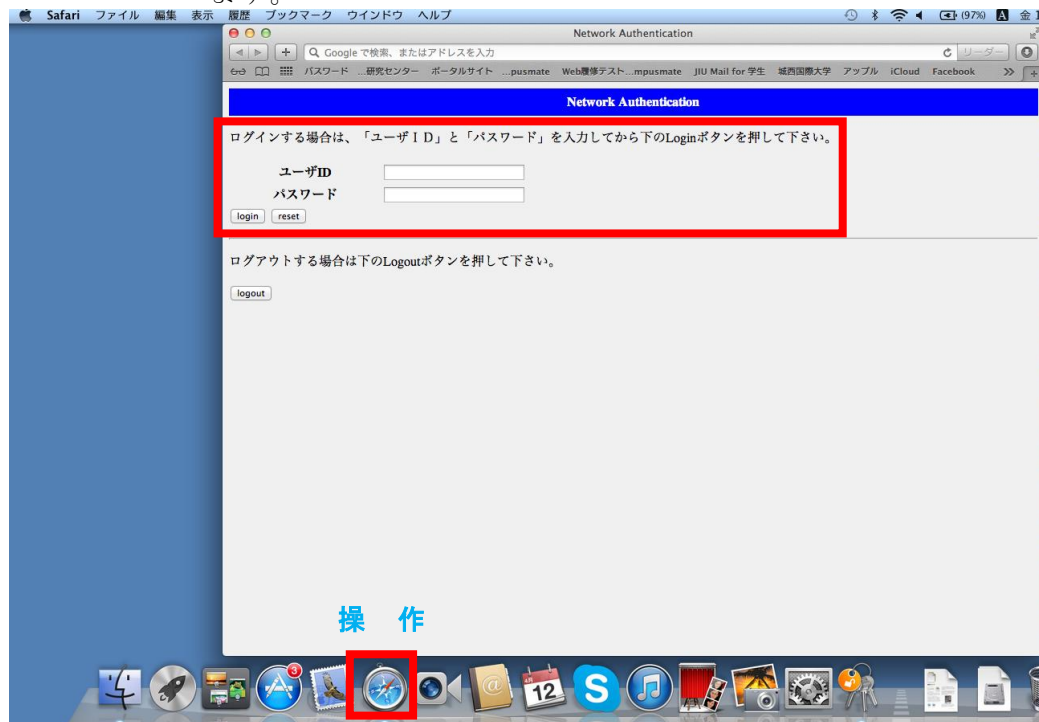 ます。
Safari ファイル 編集 表示 履歴 ブックマーク ウインドウ ヘルプ (97%) A 金 1
Network Authentication
Google で検索、またはアドレスを入力 リーダー
パスワード …研究センター ポータルサイト …pusmate Web履修テスト…mpusmate JIU Mail for 学生 城西国際大学 アップル iCloud Facebook >> +
Network Authentication
ログインする場合は、「ユーザＩＤ」と「パスワード」を入力してから下のLoginボタンを押して下さい。
ユーザID
パスワード
login reset
ログアウトする場合は下のLogoutボタンを押して下さい。
logout
操 作
3
4月
12
S